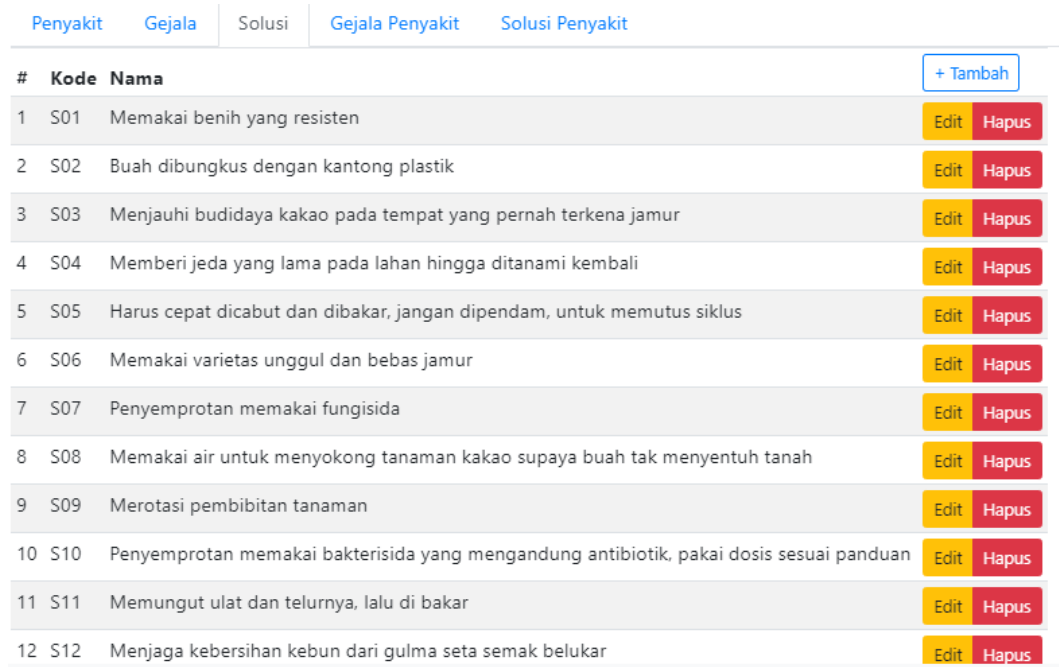 Penyakit Gejala Solusi Gejala Penyakit Solusi Penyakit
# Kode Nama + Tambah
1 S01 Memakai benih yang resisten Edit Hapus
2 S02 Buah dibungkus dengan kantong plastik Edit Hapus
3 S03 Menjauhi budidaya kakao pada tempat yang pernah terkena jamur Edit Hapus
4 S04 Memberi jeda yang lama pada lahan hingga ditanami kembali Edit Hapus
5 S05 Harus cepat dicabut dan dibakar, jangan dipendam, untuk memutus siklus Edit Hapus
6 S06 Memakai varietas unggul dan bebas jamur Edit Hapus
7 S07 Penyemprotan memakai fungisida Edit Hapus
8 S08 Memakai air untuk menyokong tanaman kakao supaya buah tak menyentuh tanah Edit Hapus
9 S09 Merotasi pembibitan tanaman Edit Hapus
10 S10 Penyemprotan memakai bakterisida yang mengandung antibiotik, pakai dosis sesuai panduan Edit Hapus
11 S11 Memungut ulat dan telurnya, lalu di bakar Edit Hapus
12 S12 Menjaga kebersihan kebun dari gulma seta semak belukar Edit Hapus